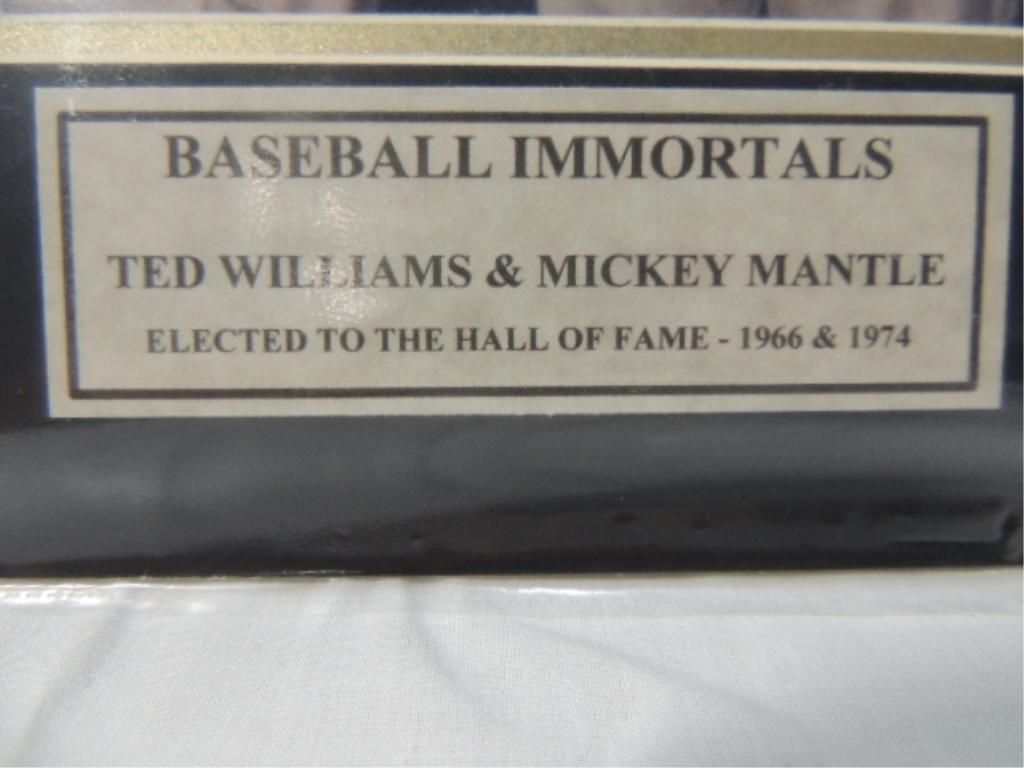 BASEBALL IMMORTALS
TED WILLIAMS & MICKEY MANTLE
ELECTED TO THE HALL OF FAME - 1966 & 1974